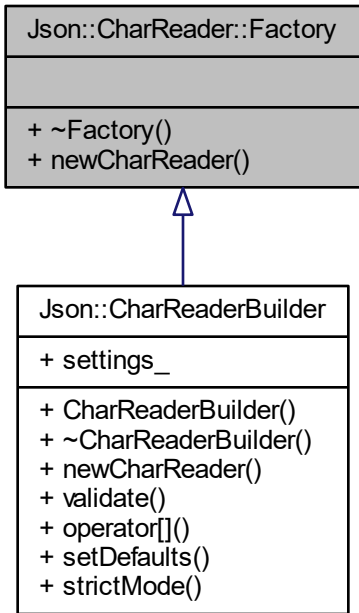 Json::CharReader::Factory
+ ~Factory()
+ newCharReader()
Json::CharReaderBuilder
+ settings_
+ CharReaderBuilder()
+ ~CharReaderBuilder()
+ newCharReader()
+ validate()
+ operator[]()
+ setDefaults()
+ strictMode()